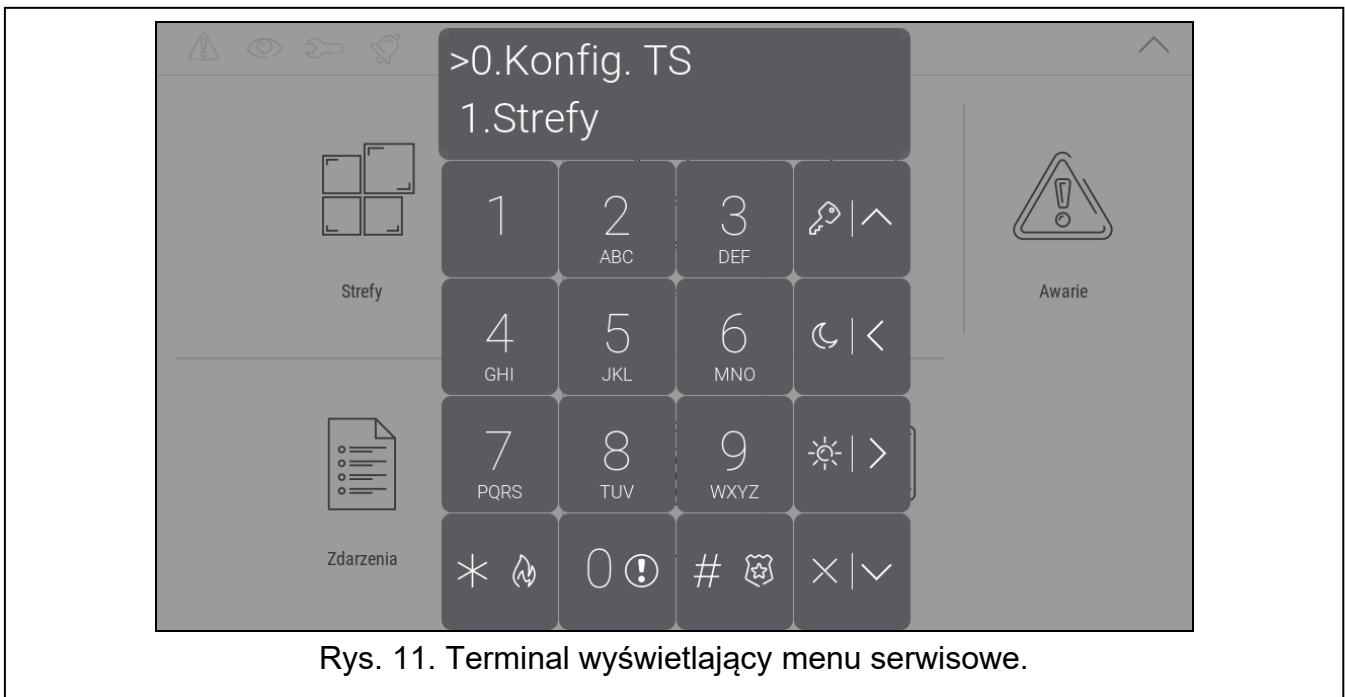 >0.Konfig. TS
1.Strefy
1
2
3
ABC
DEF
Strefy
Awarie
4
5
6
GHI
JKL
MNO
7
8
9
PQRS
TUV
WXYZ
Zdarzenia
* 0 #
Rys. 11. Terminal wyświetlający menu serwisowe.